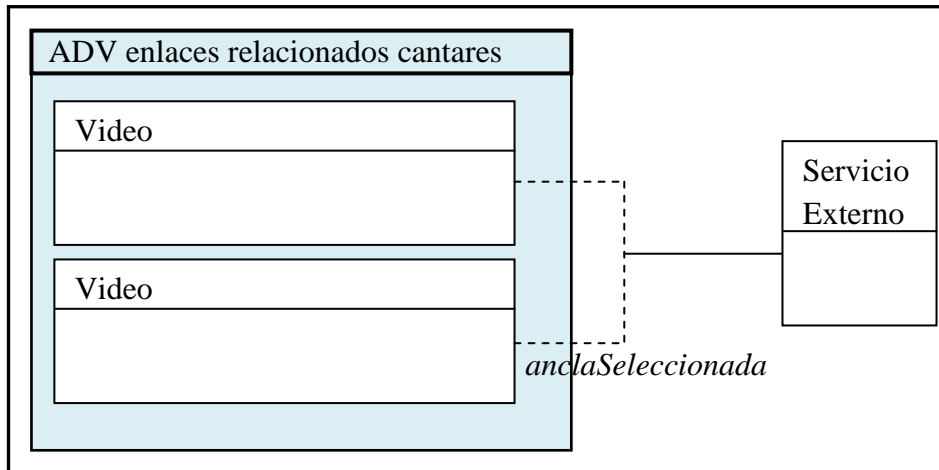 ADV enlaces relacionados cantares
Video
Video
Servicio
Externo
anclaSeleccionada